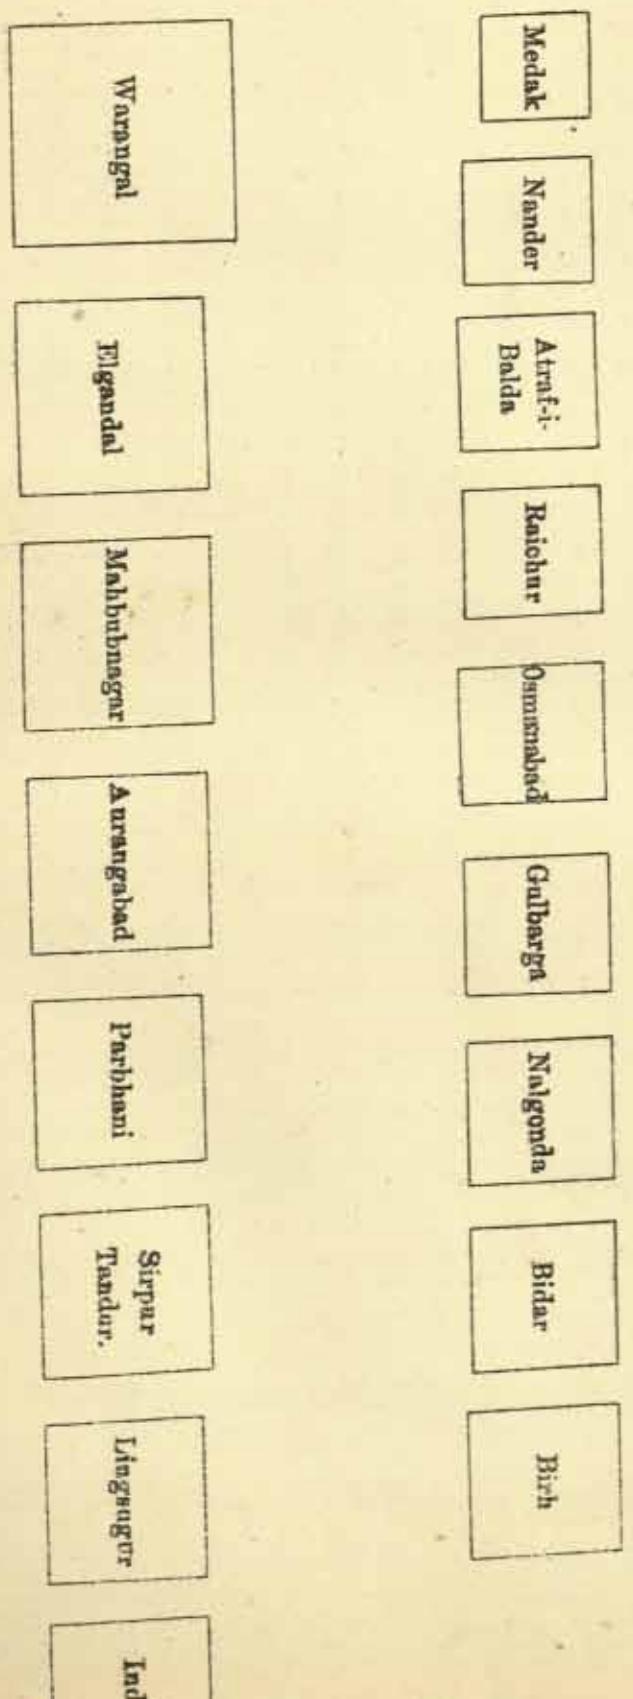 Medak
Nander
Atraf-i-
Balda
Raichur
Osmanabad
Gulbarga
Nalgonda
Bidar
Birh
Warangal
Elgandal
Mahbubnagar
Aurangabad
Parbhani
Sirpur
Tandur.
Lingsugur
Ind